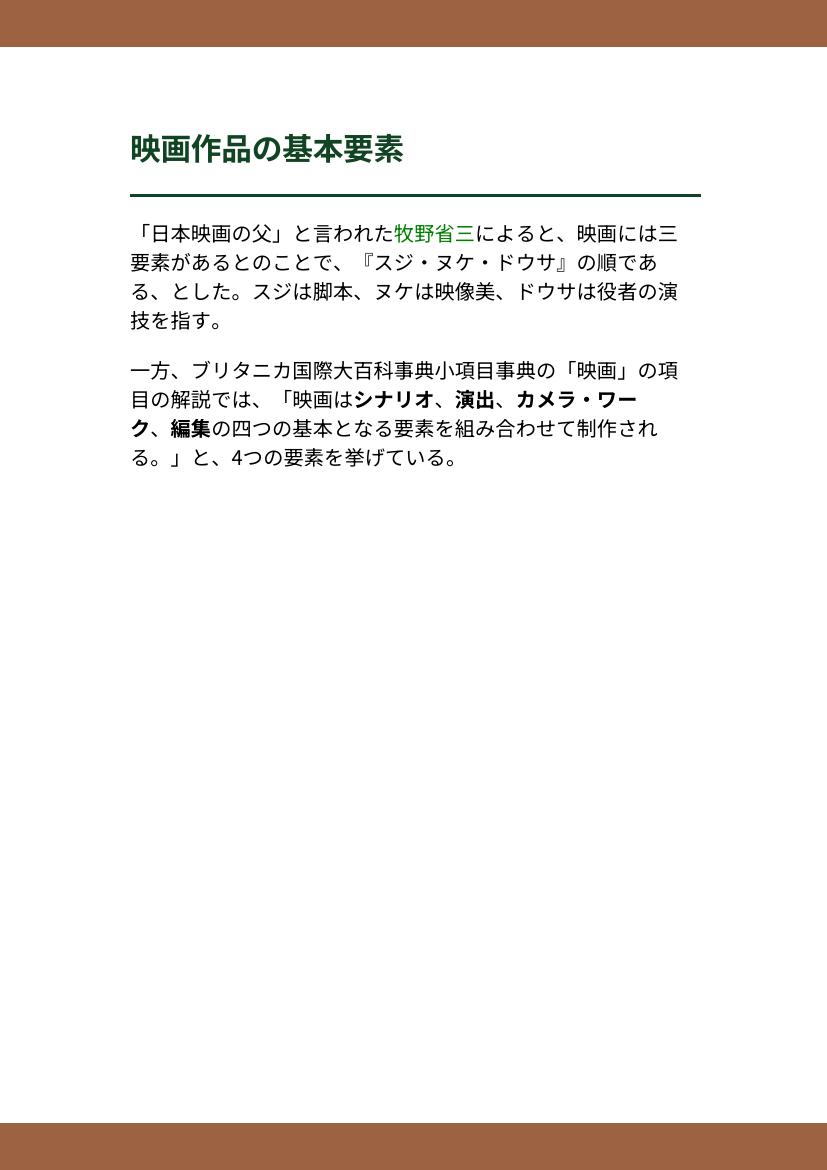 映画作品の基本要素
「日本映画の父」と言われた牧野省三によると、映画には三
要素があるとのことで、『スジ・ヌケ・ドウサ』の順であ
る、とした。スジは脚本、ヌケは映像美、ドウサは役者の演
技を指す。
一方、ブリタニカ国際大百科事典小項目事典の「映画」の項
目の解説では、「映画はシナリオ、演出、カメラ・ワー
ク、編集の四つの基本となる要素を組み合わせて制作され
る。」と、4つの要素を挙げている。